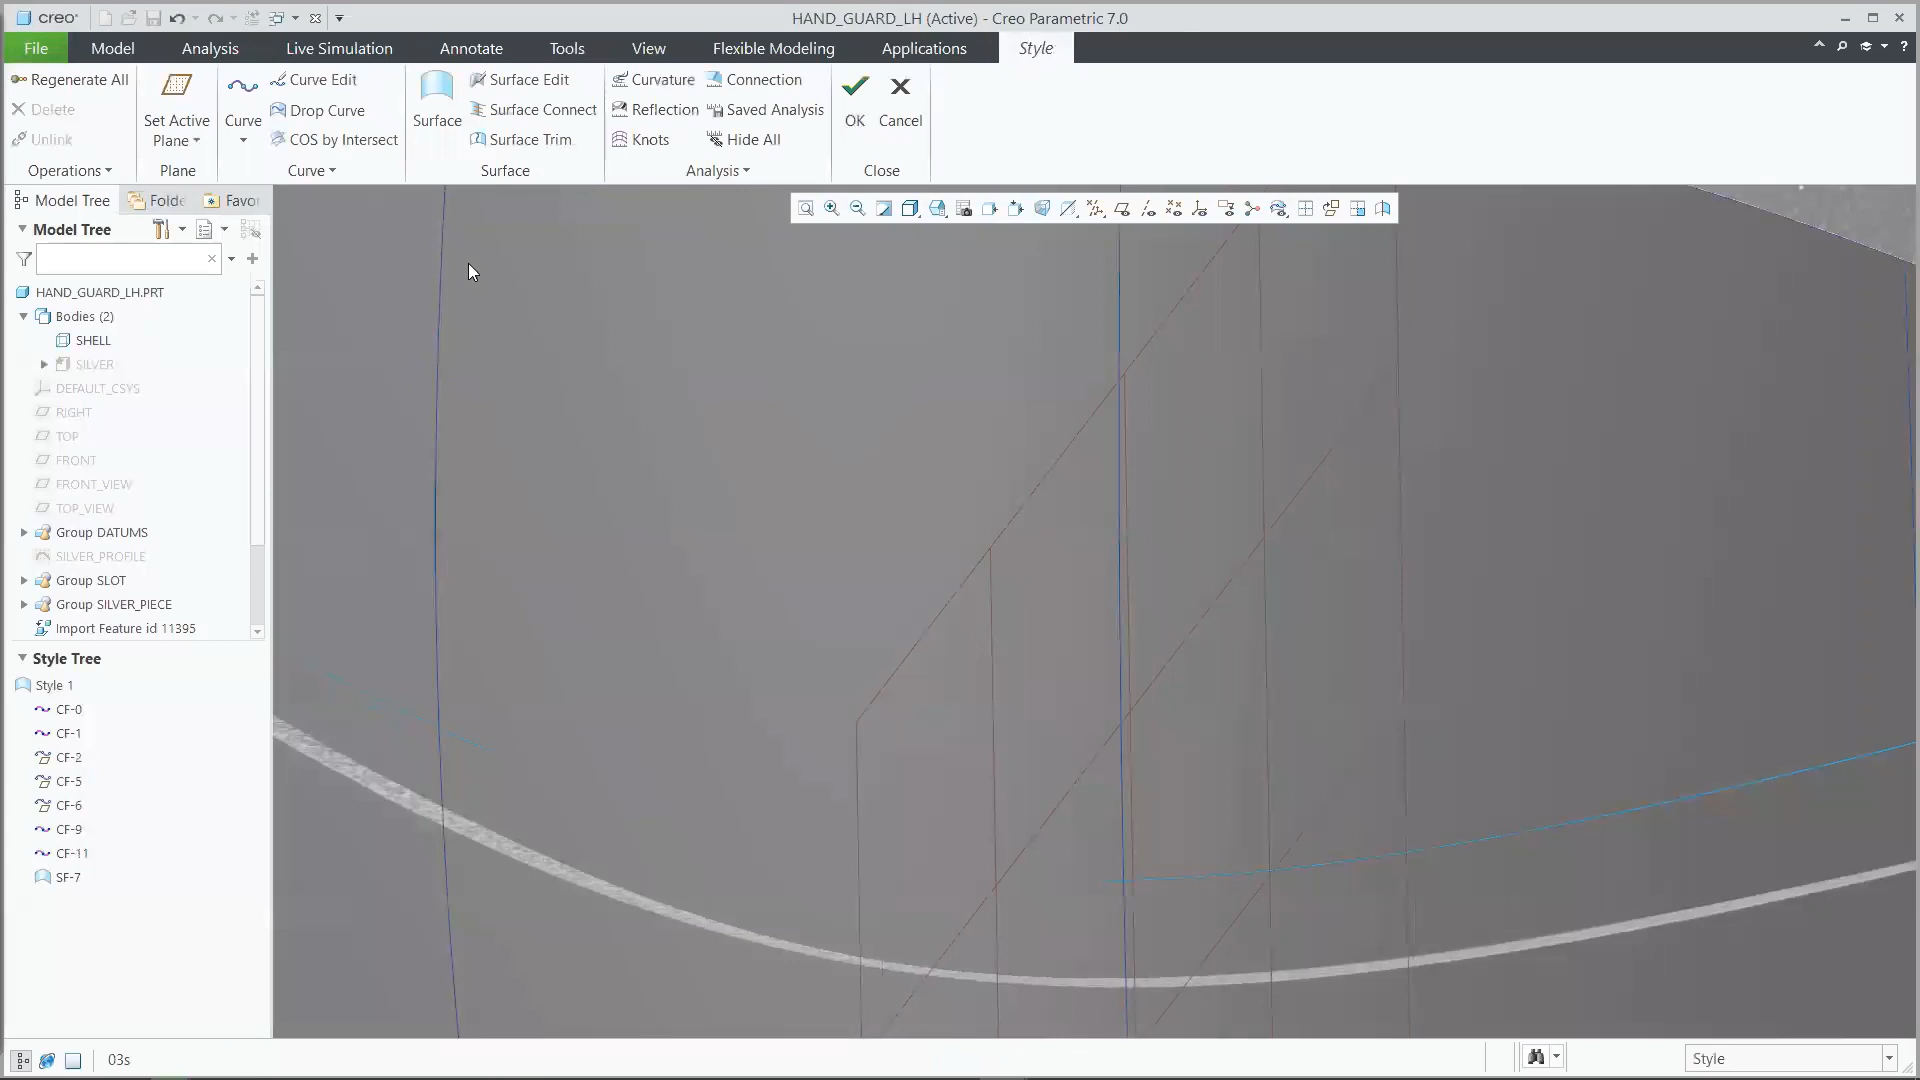 creo
HAND_GUARD_LH (Active) - Creo Parametric 7.0
File Model Analysis Live Simulation Annotate Tools View Flexible Modeling Applications Style
Regenerate All
Delete
Unlink
Operations
Set Active
Plane
Plane
Curve
Curve Edit
Drop Curve
COS by Intersect
Curve
Surface
Surface Edit
Surface Connect
Surface Trim
Surface
Curvature
Reflection
Knots
Connection
Saved Analysis
Hide All
Analysis
OK
Cancel
Close
Model Tree Folde Favor
Model Tree
HAND_GUARD_LH.PRT
Bodies (2)
SHELL
SILVER
DEFAULT_CSYS
RIGHT
TOP
FRONT
FRONT_VIEW
TOP_VIEW
Group DATUMS
SILVER_PROFILE
Group SLOT
Group SILVER_PIECE
Import Feature id 11395
Style Tree
Style 1
CF-0
CF-1
CF-2
CF-5
CF-6
CF-9
CF-11
SF-7
03s
Style